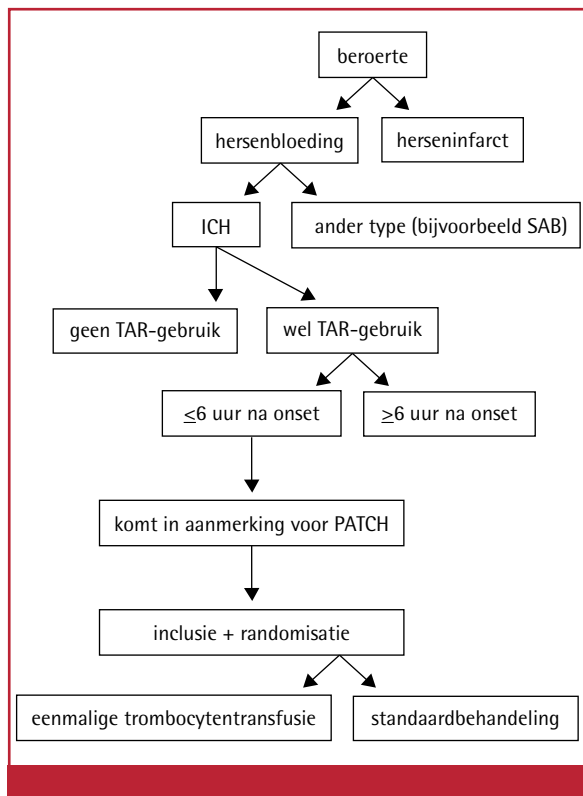 beroerte
hersenbloeding
herseninfarct
ICH
ander type (bijvoorbeeld SAB)
geen TAR-gebruik
wel TAR-gebruik
≤6 uur na onset
≥6 uur na onset
komt in aanmerking voor PATCH
inclusie + randomisatie
eenmalige trombocytentransfusie
standaardbehandeling